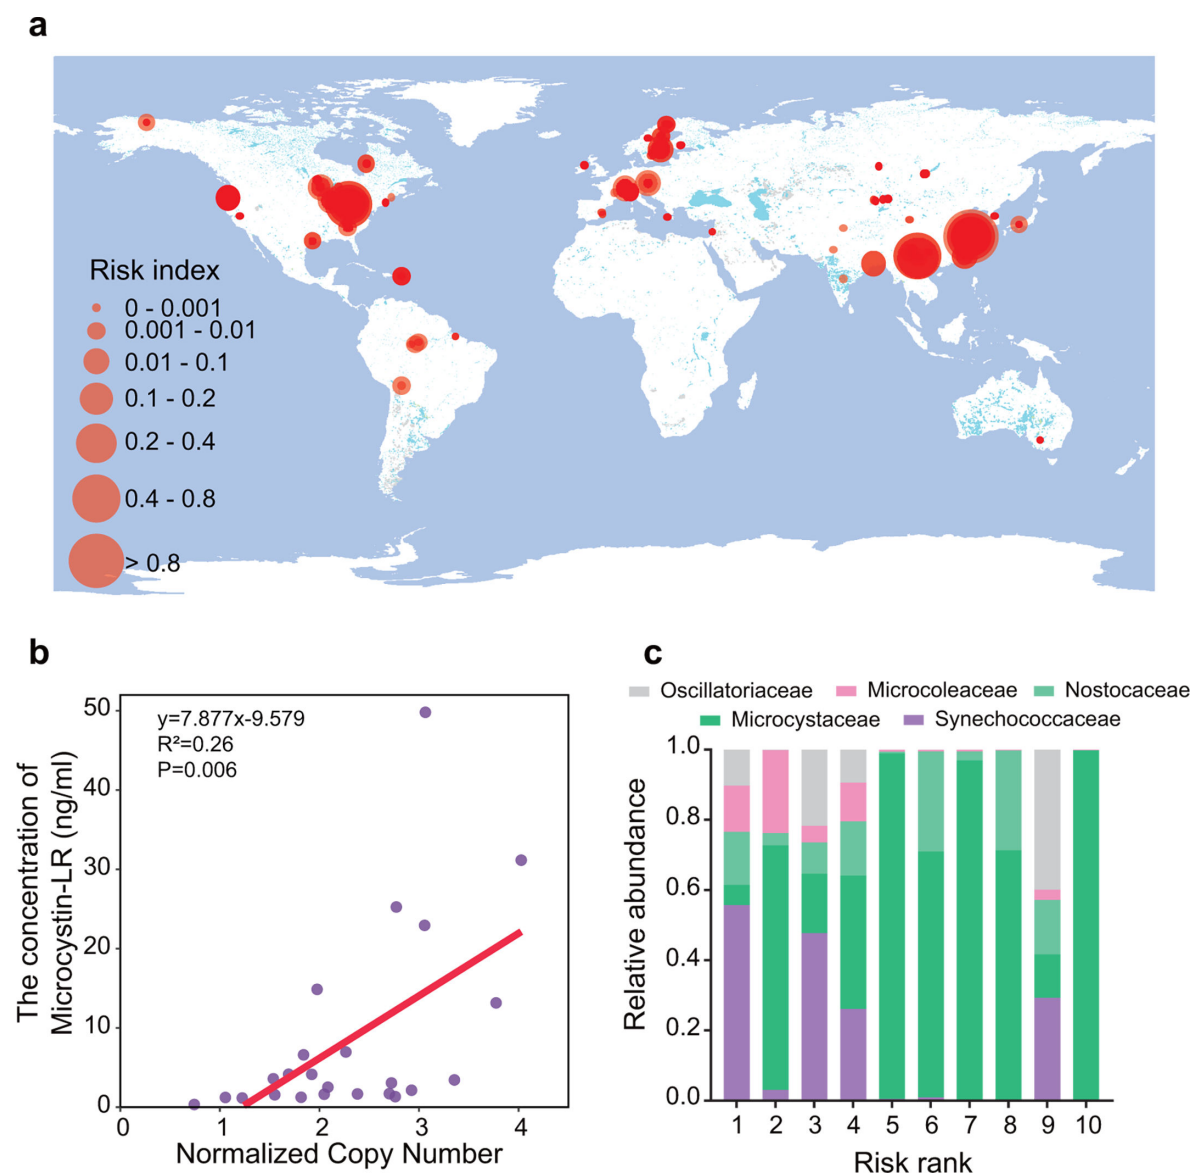 a
Risk index
0 - 0.001
0.001 - 0.01
0.01 - 0.1
0.1 - 0.2
0.2 - 0.4
0.4 - 0.8
> 0.8
b
y=7.877x-9.579
R²=0.26
P=0.006
The concentration of
Microcystin-LR (ng/ml)
50
40
30
20
10
0
0 1 2 3 4
Normalized Copy Number
c
Oscillatoriaceae Microcoleaceae Nostocaceae
Microcystaceae Synechococcaceae
Relative abundance
1.0
0.8
0.6
0.4
0.2
0.0
1 2 3 4 5 6 7 8 9 10
Risk rank